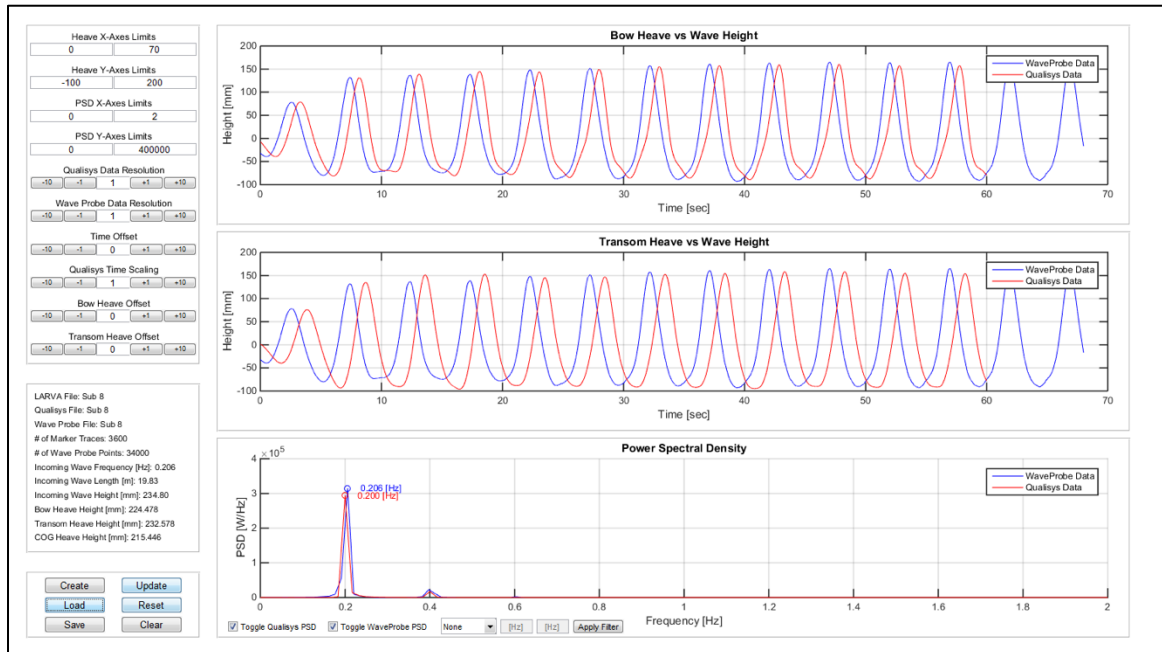 Heave X-Axes Limits
0 70
Heave Y-Axes Limits
-100 200
PSD X-Axes Limits
0 2
PSD Y-Axes Limits
0 400000
Qualisys Data Resolution
-10 -1 1 +1 +10
Wave Probe Data Resolution
-10 -1 1 +1 +10
Time Offset
-10 -1 0 +1 +10
Qualisys Time Scaling
-10 -1 1 +1 +10
Bow Heave Offset
-10 -1 0 +1 +10
Transom Heave Offset
-10 -1 0 +1 +10
LARVA File: Sub 8
Qualisys File: Sub 8
Wave Probe File: Sub 8
# of Marker Traces: 3600
# of Wave Probe Points: 34000
Incoming Wave Frequency [Hz]: 0.206
Incoming Wave Length [m]: 19.83
Incoming Wave Height [mm]: 234.80
Bow Heave Height [mm]: 224.478
Transom Heave Height [mm]: 232.578
COG Heave Height [mm]: 215.446
Create Update
Load Reset
Save Clear
Bow Heave vs Wave Height
WaveProbe Data
Qualisys Data
Height [mm]
200
150
100
50
0
-50
-100
0 10 20 30 40 50 60 70
Time [sec]
Transom Heave vs Wave Height
WaveProbe Data
Qualisys Data
Height [mm]
200
150
100
50
0
-50
-100
0 10 20 30 40 50 60 70
Time [sec]
Power Spectral Density
× 10^5
WaveProbe Data
Qualisys Data
0.206 [Hz]
0.200 [Hz]
PSD [W/Hz]
4
3
2
1
0
0 0.2 0.4 0.6 0.8 1 1.2 1.4 1.6 1.8 2
Frequency [Hz]
Toggle Qualisys PSD Toggle WaveProbe PSD None [Hz] [Hz] Apply Filter